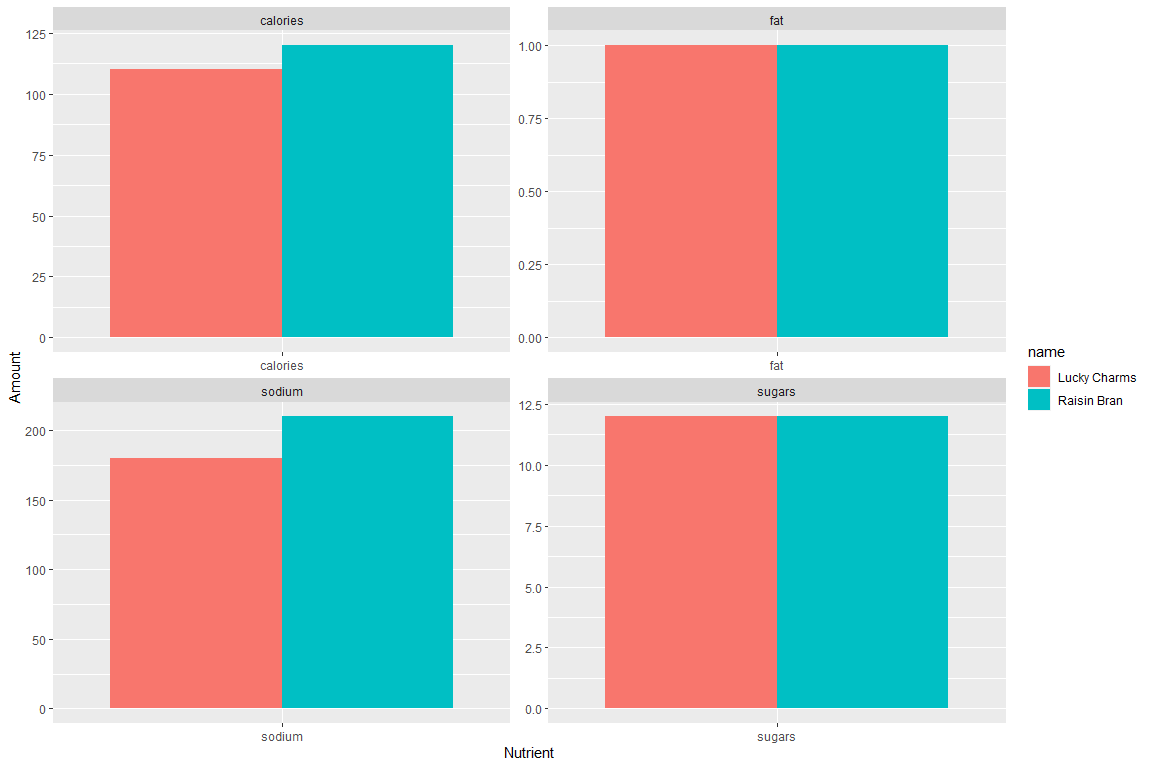 calories
125
100
75
50
25
0
calories
fat
1.00
0.75
0.50
0.25
0.00
fat
sodium
200
150
100
50
0
sodium
sugars
12.5
10.0
7.5
5.0
2.5
0.0
sugars
Amount
Nutrient
name
Lucky Charms
Raisin Bran